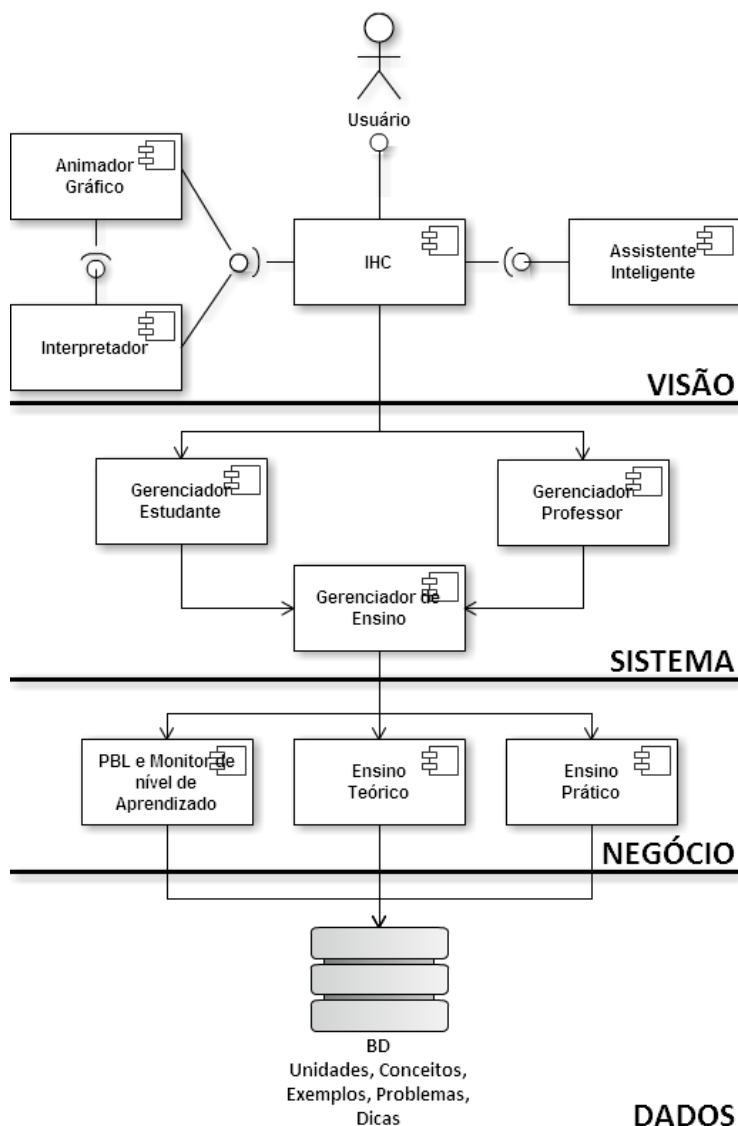 Usuário
Animador
Gráfico
IHC
Assistente
Inteligente
Interpretador
VISÃO
Gerenciador
Estudante
Gerenciador
Professor
Gerenciador de
Ensino
SISTEMA
PBL e Monitor de
nível de
Aprendizado
Ensino
Teórico
Ensino
Prático
NEGÓCIO
BD
Unidades, Conceitos,
Exemplos, Problemas,
Dicas
DADOS